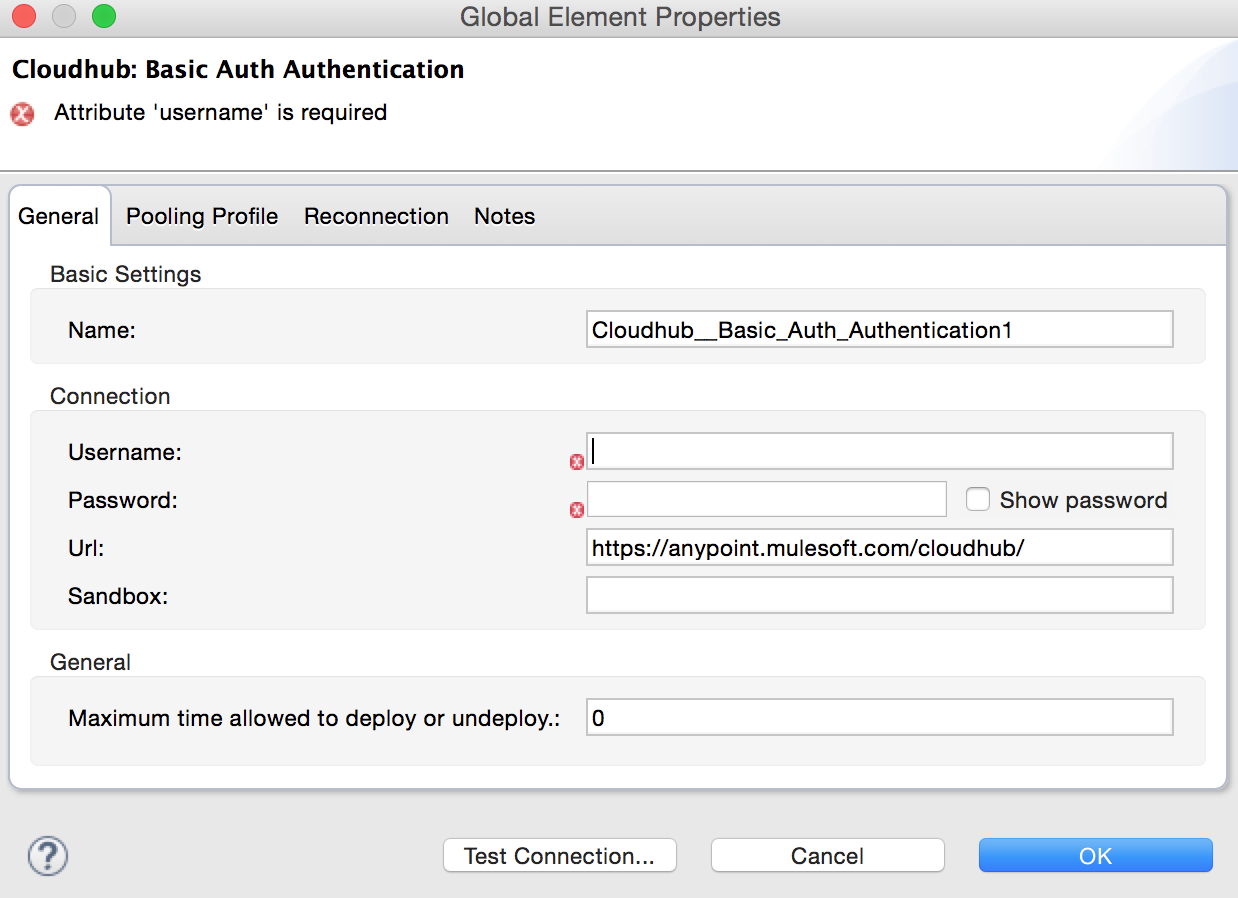 Global Element Properties
Cloudhub: Basic Auth Authentication
Attribute 'username' is required
General Pooling Profile Reconnection Notes
Basic Settings
Name: Cloudhub__Basic_Auth_Authentication1
Connection
Username:
Password: Show password
Url: https://anypoint.mulesoft.com/cloudhub/
Sandbox:
General
Maximum time allowed to deploy or undeploy.: 0
? Test Connection... Cancel OK